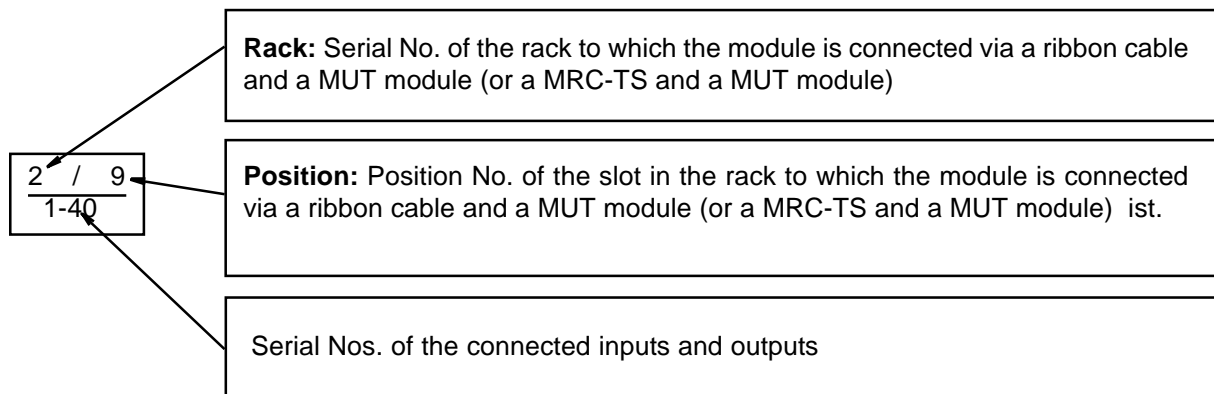 Rack: Serial No. of the rack to which the module is connected via a ribbon cable
and a MUT module (or a MRC-TS and a MUT module)
2 / 9
1-40
Position: Position No. of the slot in the rack to which the module is connected
via a ribbon cable and a MUT module (or a MRC-TS and a MUT module) ist.
Serial Nos. of the connected inputs and outputs